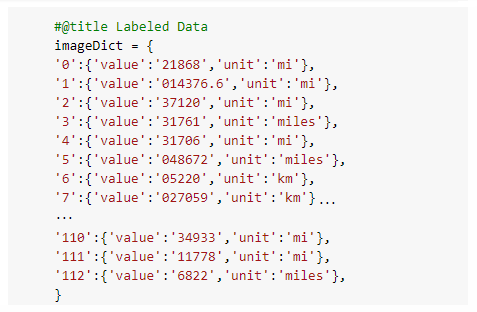 #@title Labeled Data
imageDict = {
'0':{'value':'21868','unit':'mi'},
'1':{'value':'014376.6','unit':'mi'},
'2':{'value':'37120','unit':'mi'},
'3':{'value':'31761','unit':'miles'},
'4':{'value':'31706','unit':'mi'},
'5':{'value':'048672','unit':'miles'},
'6':{'value':'05220','unit':'km'},
'7':{'value':'027059','unit':'km'}...
...
'110':{'value':'34933','unit':'mi'},
'111':{'value':'11778','unit':'mi'},
'112':{'value':'6822','unit':'miles'},
}